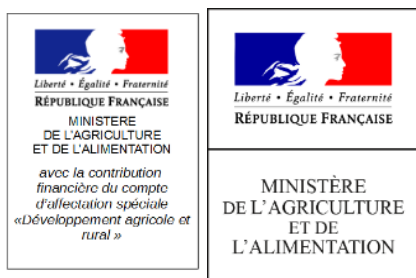 Liberté • Égalité • Fraternité
RÉPUBLIQUE FRANÇAISE
MINISTERE
DE L'AGRICULTURE
ET DE L'ALIMENTATION
avec la contribution
financière du compte
d'affectation spéciale
«Développement agricole et
rural »
Liberté • Égalité • Fraternité
RÉPUBLIQUE FRANÇAISE
MINISTÈRE
DE L'AGRICULTURE
ET DE
L'ALIMENTATION